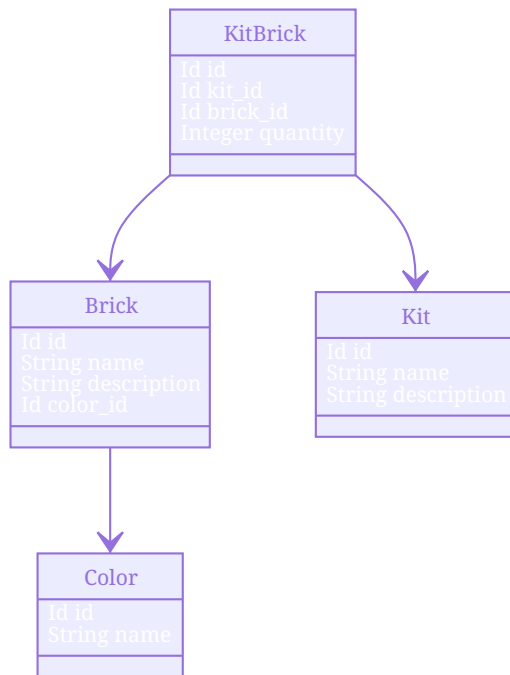 KitBrick
Id id
Id kit_id
Id brick_id
Integer quantity
Brick
Id id
String name
String description
Id color_id
Kit
Id id
String name
String description
Color
Id id
String name